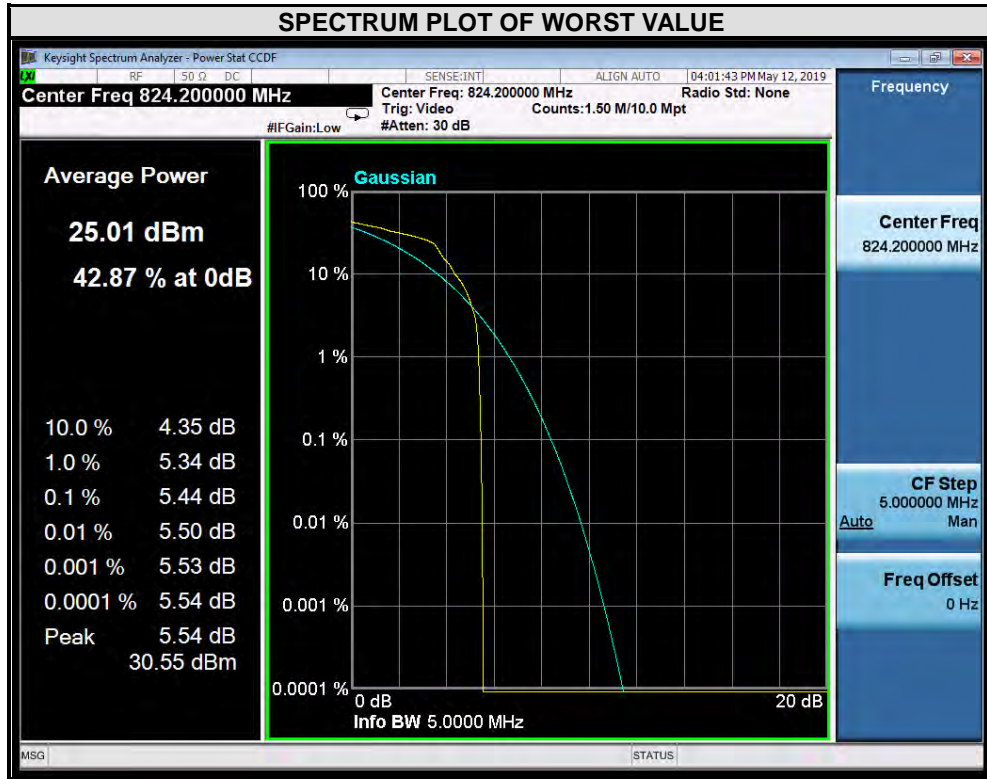 SPECTRUM PLOT OF WORST VALUE
Keysight Spectrum Analyzer - Power Stat CCDF
LXI RF 50 Ω DC SENSE:INT ALIGN AUTO 04:01:43 PM May 12, 2019
Center Freq 824.200000 MHz
Center Freq: 824.200000 MHz Radio Std: None
Trig: Video Counts:1.50 M/10.0 Mpt
#IFGain:Low #Atten: 30 dB
Frequency
Average Power
25.01 dBm
42.87 % at 0dB
10.0 % 4.35 dB
1.0 % 5.34 dB
0.1 % 5.44 dB
0.01 % 5.50 dB
0.001 % 5.53 dB
0.0001 % 5.54 dB
Peak 5.54 dB
30.55 dBm
Gaussian
100 %
10 %
1 %
0.1 %
0.01 %
0.001 %
0.0001 %
0 dB 20 dB
Info BW 5.0000 MHz
Center Freq
824.200000 MHz
CF Step
5.000000 MHz
Auto Man
Freq Offset
0 Hz
MSG STATUS